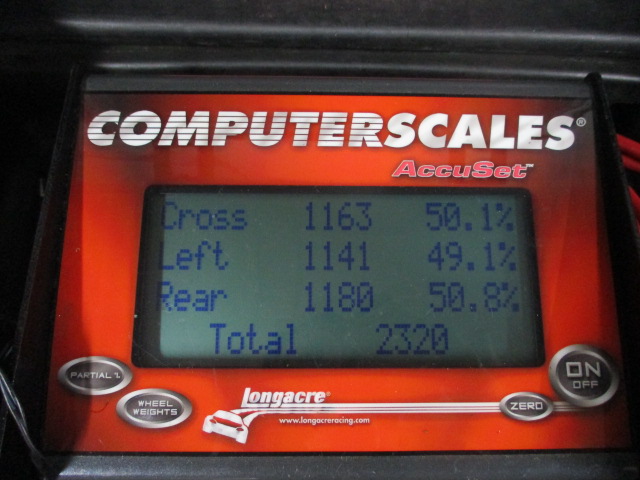 COMPUTERSCALES®
AccuSet™
Cross 1163 50.1%
Left 1141 49.1%
Rear 1180 50.8%
Total 2320
PARTIAL %
WHEEL
WEIGHTS
Longacre®
www.longacreracing.com
ZERO
ON
OFF